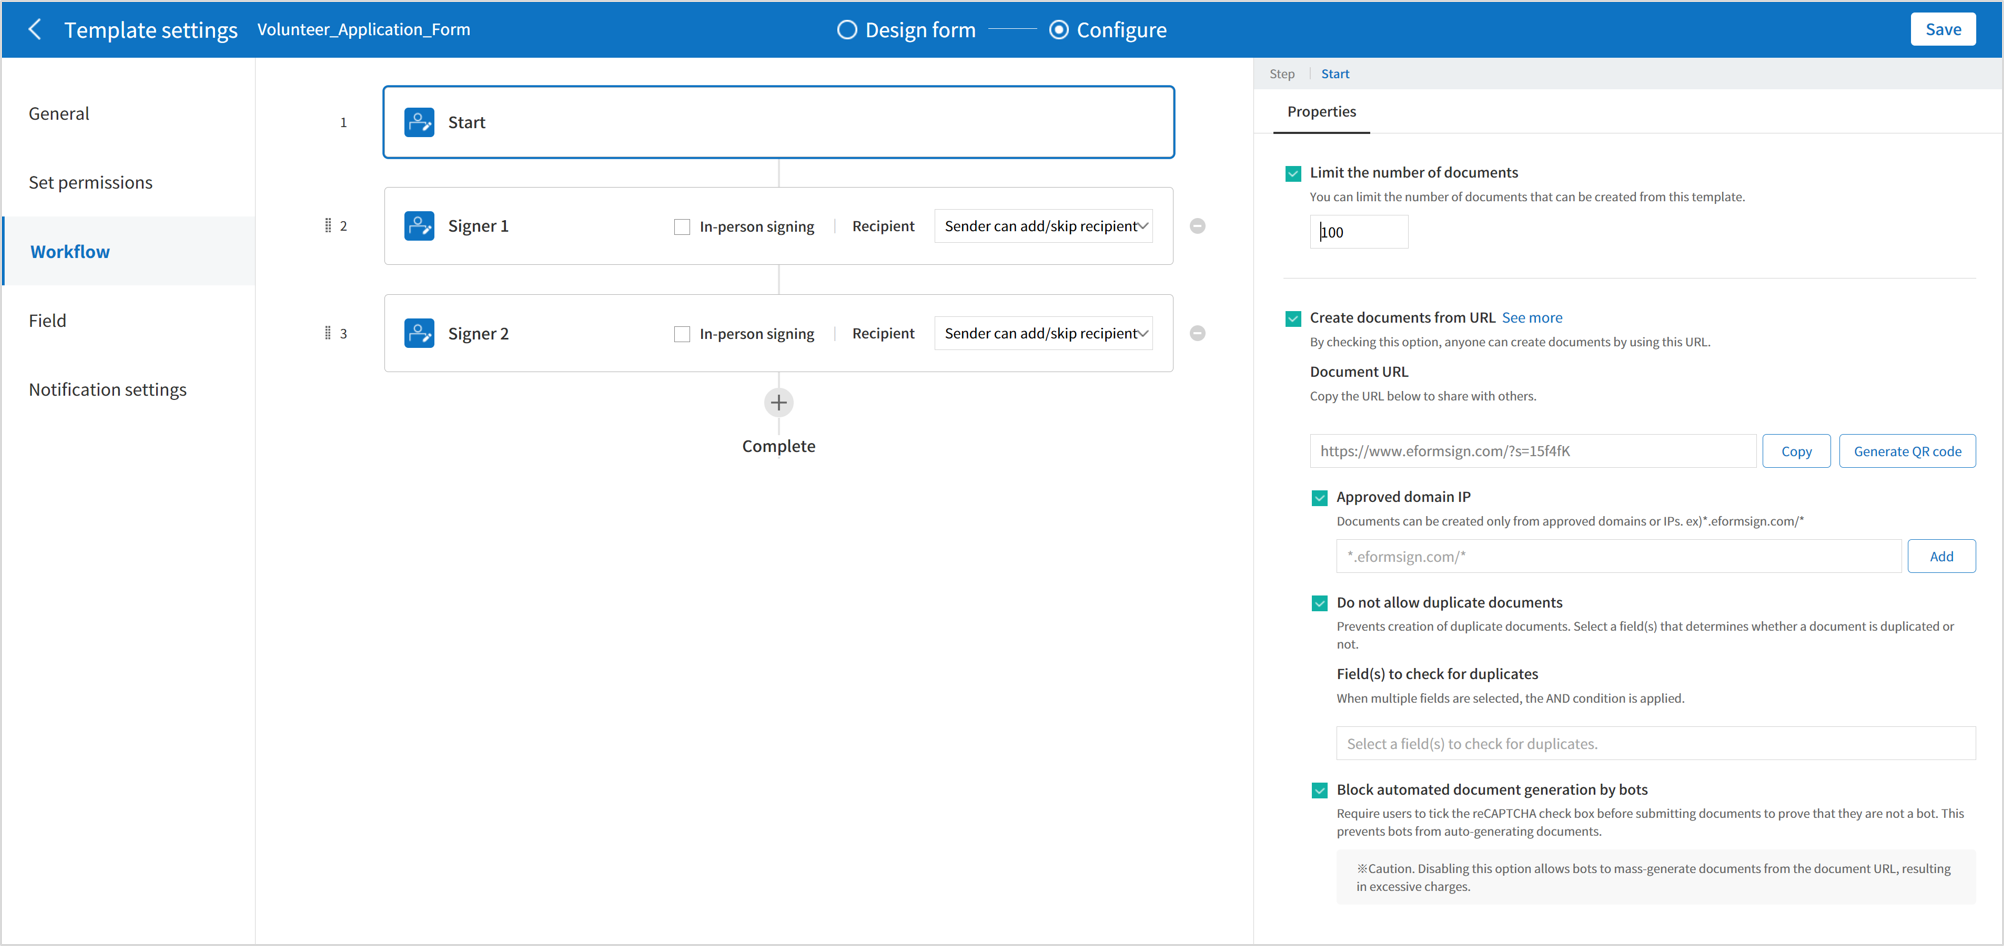 Template settings
Volunteer_Application_Form
Design form
Configure
Save
General
Set permissions
Workflow
Field
Notification settings
1
Start
2
Signer 1
In-person signing
Recipient
Sender can add/skip recipient
3
Signer 2
In-person signing
Recipient
Sender can add/skip recipient
Complete
Step
Start
Properties
Limit the number of documents
You can limit the number of documents that can be created from this template.
100
Create documents from URL See more
By checking this option, anyone can create documents by using this URL.
Document URL
Copy the URL below to share with others.
https://www.eformsign.com/?s=15f4fK
Copy
Generate QR code
Approved domain IP
Documents can be created only from approved domains or IPs. ex)*.eformsign.com/*
*.eformsign.com/*
Add
Do not allow duplicate documents
Prevents creation of duplicate documents. Select a field(s) that determines whether a document is duplicated or
not.
Field(s) to check for duplicates
When multiple fields are selected, the AND condition is applied.
Select a field(s) to check for duplicates.
Block automated document generation by bots
Require users to tick the reCAPTCHA check box before submitting documents to prove that they are not a bot. This
prevents bots from auto-generating documents.
※Caution. Disabling this option allows bots to mass-generate documents from the document URL, resulting
in excessive charges.